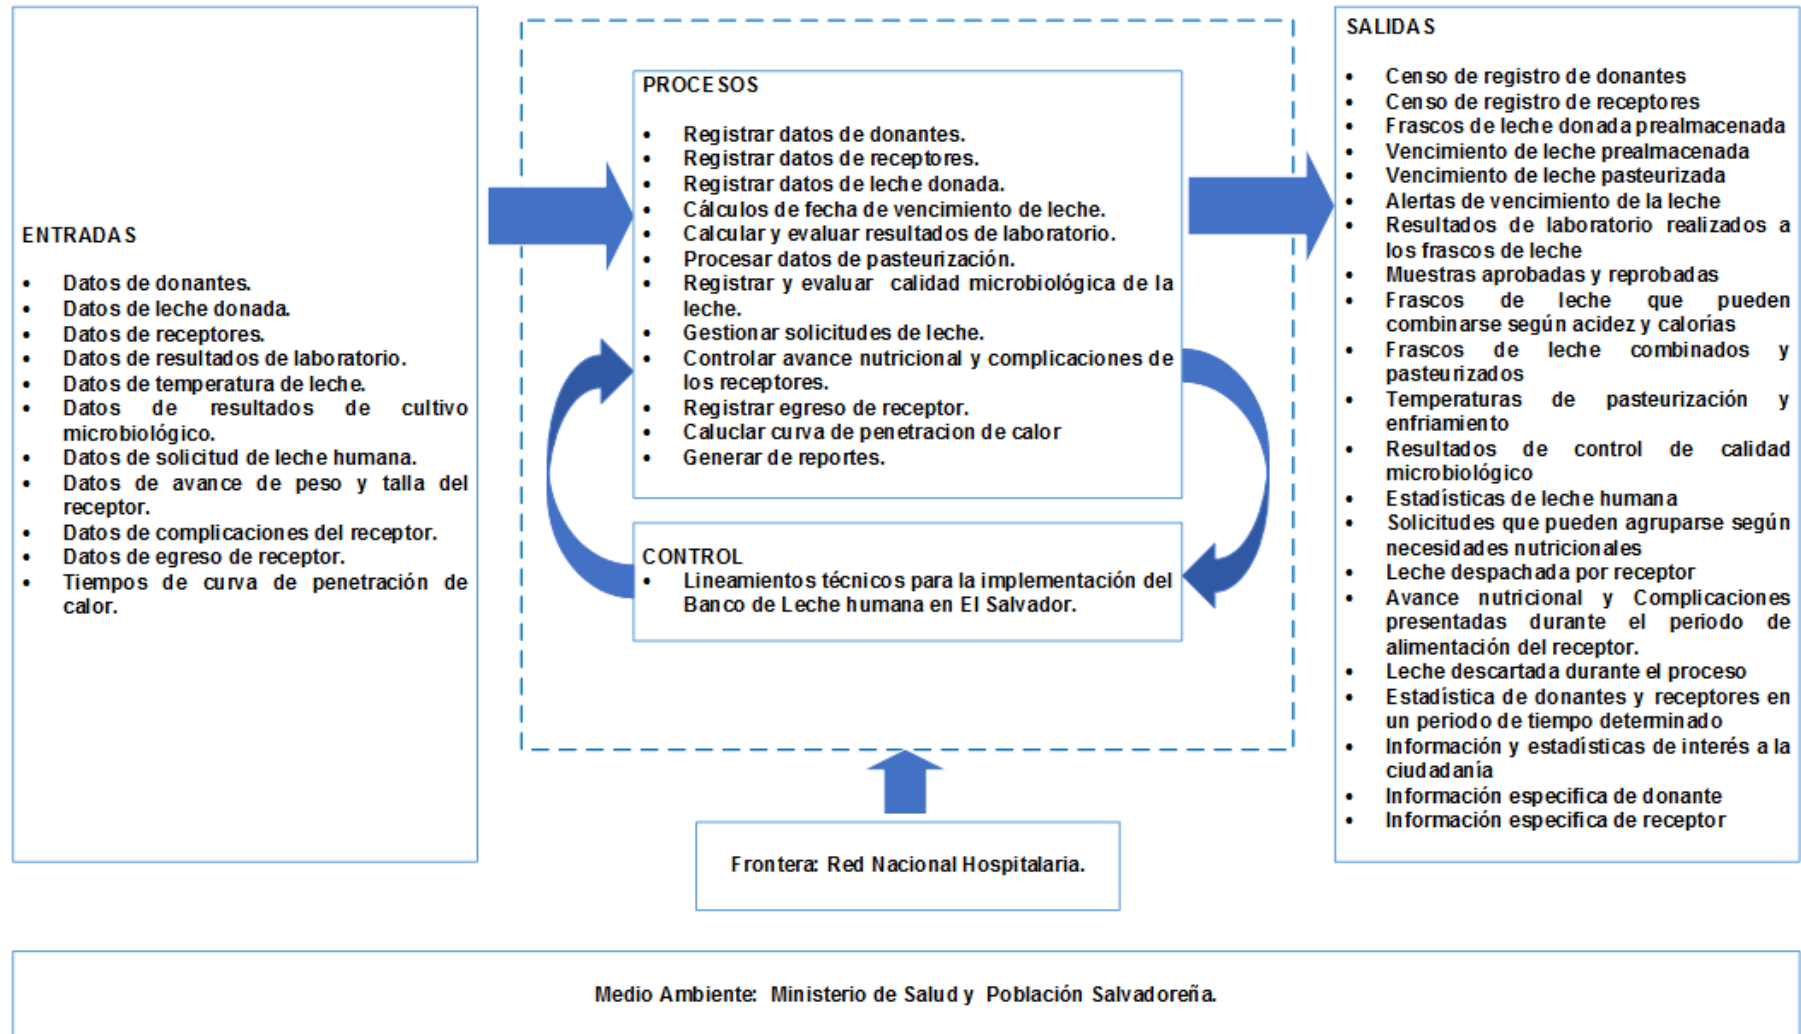 ENTRADAS
• Datos de donantes.
• Datos de leche donada.
• Datos de receptores.
• Datos de resultados de laboratorio.
• Datos de temperatura de leche.
• Datos de resultados de cultivo
microbiológico.
• Datos de solicitud de leche humana.
• Datos de avance de peso y talla del
receptor.
• Datos de complicaciones del receptor.
• Datos de egreso de receptor.
• Tiempos de curva de penetración de
calor.
PROCESOS
• Registrar datos de donantes.
• Registrar datos de receptores.
• Registrar datos de leche donada.
• Cálculos de fecha de vencimiento de leche.
• Calcular y evaluar resultados de laboratorio.
• Procesar datos de pasteurización.
• Registrar y evaluar calidad microbiológica de la
leche.
• Gestionar solicitudes de leche.
• Controlar avance nutricional y complicaciones de
los receptores.
• Registrar egreso de receptor.
• Caluclar curva de penetracion de calor
• Generar de reportes.
CONTROL
• Lineamientos técnicos para la implementación del
Banco de Leche humana en El Salvador.
Frontera: Red Nacional Hospitalaria.
SALIDAS
• Censo de registro de donantes
• Censo de registro de receptores
• Frascos de leche donada prealmacenada
• Vencimiento de leche prealmacenada
• Vencimiento de leche pasteurizada
• Alertas de vencimiento de la leche
• Resultados de laboratorio realizados a
los frascos de leche
• Muestras aprobadas y reprobadas
• Frascos de leche que pueden
combinarse según acidez y calorías
• Frascos de leche combinados y
pasteurizados
• Temperaturas de pasteurización y
enfriamiento
• Resultados de control de calidad
microbiológico
• Estadísticas de leche humana
• Solicitudes que pueden agruparse según
necesidades nutricionales
• Leche despachada por receptor
• Avance nutricional y Complicaciones
presentadas durante el periodo de
alimentación del receptor.
• Leche descartada durante el proceso
• Estadística de donantes y receptores en
un periodo de tiempo determinado
• Información y estadísticas de interés a la
ciudadanía
• Información especifica de donante
• Información especifica de receptor
Medio Ambiente: Ministerio de Salud y Población Salvadoreña.